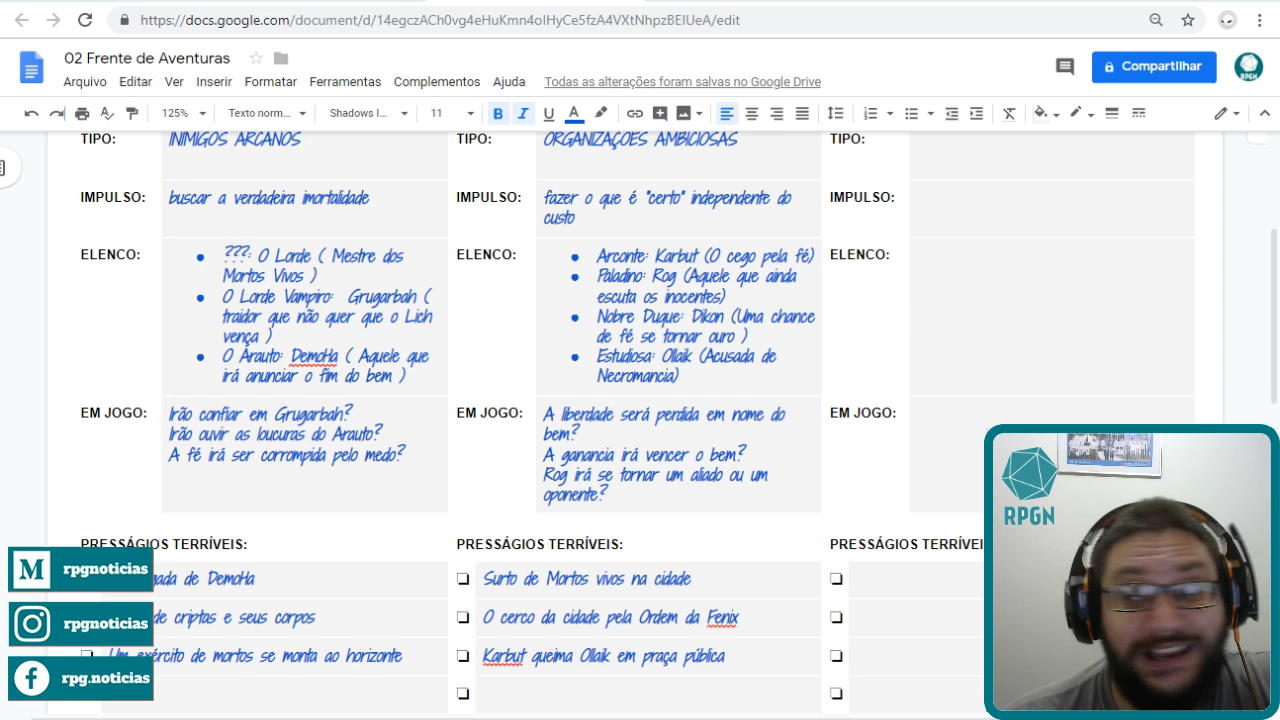 https://docs.google.com/document/d/14egczACh0vg4eHuKmn4oIHyCe5fzA4VXtNhpzBEIUeA/edit
02 Frente de Aventuras
Arquivo Editar Ver Inserir Formatar Ferramentas Complementos Ajuda Todas as alterações foram salvas no Google Drive
Compartilhar
RPGN
125% Texto norm... Shadows I... 11 B I U A
TIPO: INIMIGOS ARCANOS
IMPULSO: buscar a verdadeira imortalidade
ELENCO:
● ???: O Lorde ( Mestre dos
Mortos Vivos )
● O Lorde Vampiro: Grugarbah (
traidor que não quer que o Lich
vença )
● O Arauto: DemoHa ( Aquele que
irá anunciar o fim do bem )
EM JOGO: Irão confiar em Grugarbah?
Irão ouvir as loucuras do Arauto?
A fé irá ser corrompida pelo medo?
PRESSÁGIOS TERRÍVEIS:
ada de DemoHa
de criptas e seus corpos
Um exército de mortos se monta ao horizonte
TIPO: ORGANIZAÇÕES AMBICIOSAS
IMPULSO: fazer o que é "certo" independente do
custo
ELENCO:
● Arconte: Karbut (O cego pela fé)
● Paladino: Rog (Aquele que ainda
escuta os inocentes)
● Nobre Duque: Dikon (Uma chance
de fé se tornar ouro )
● Estudiosa: Ollaik (Acusada de
Necromancia)
EM JOGO: A liberdade será perdida em nome do
bem?
A ganancia irá vencer o bem?
Rog irá se tornar um aliado ou um
oponente?
PRESSÁGIOS TERRÍVEIS:
Surto de Mortos vivos na cidade
O cerco da cidade pela Ordem da Fenix
Karbut queima Ollaik em praça pública
TIPO:
IMPULSO:
ELENCO:
EM JOGO:
PRESSÁGIOS TERRÍVEI
M rpgnoticias
rpgnoticias
f rpg.noticias
RPGN